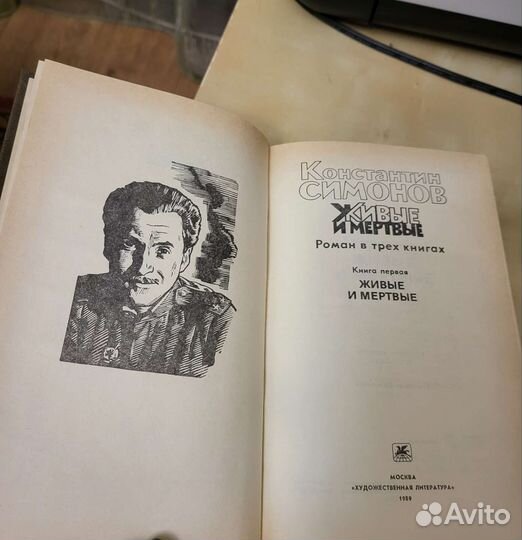 Константин
СИМОНОВ
ЖИВЫЕ
И МЕРТВЫЕ
Роман в трех книгах
Книга первая
ЖИВЫЕ
И МЕРТВЫЕ
МОСКВА
«ХУДОЖЕСТВЕННАЯ ЛИТЕРАТУРА»
1989
Avito